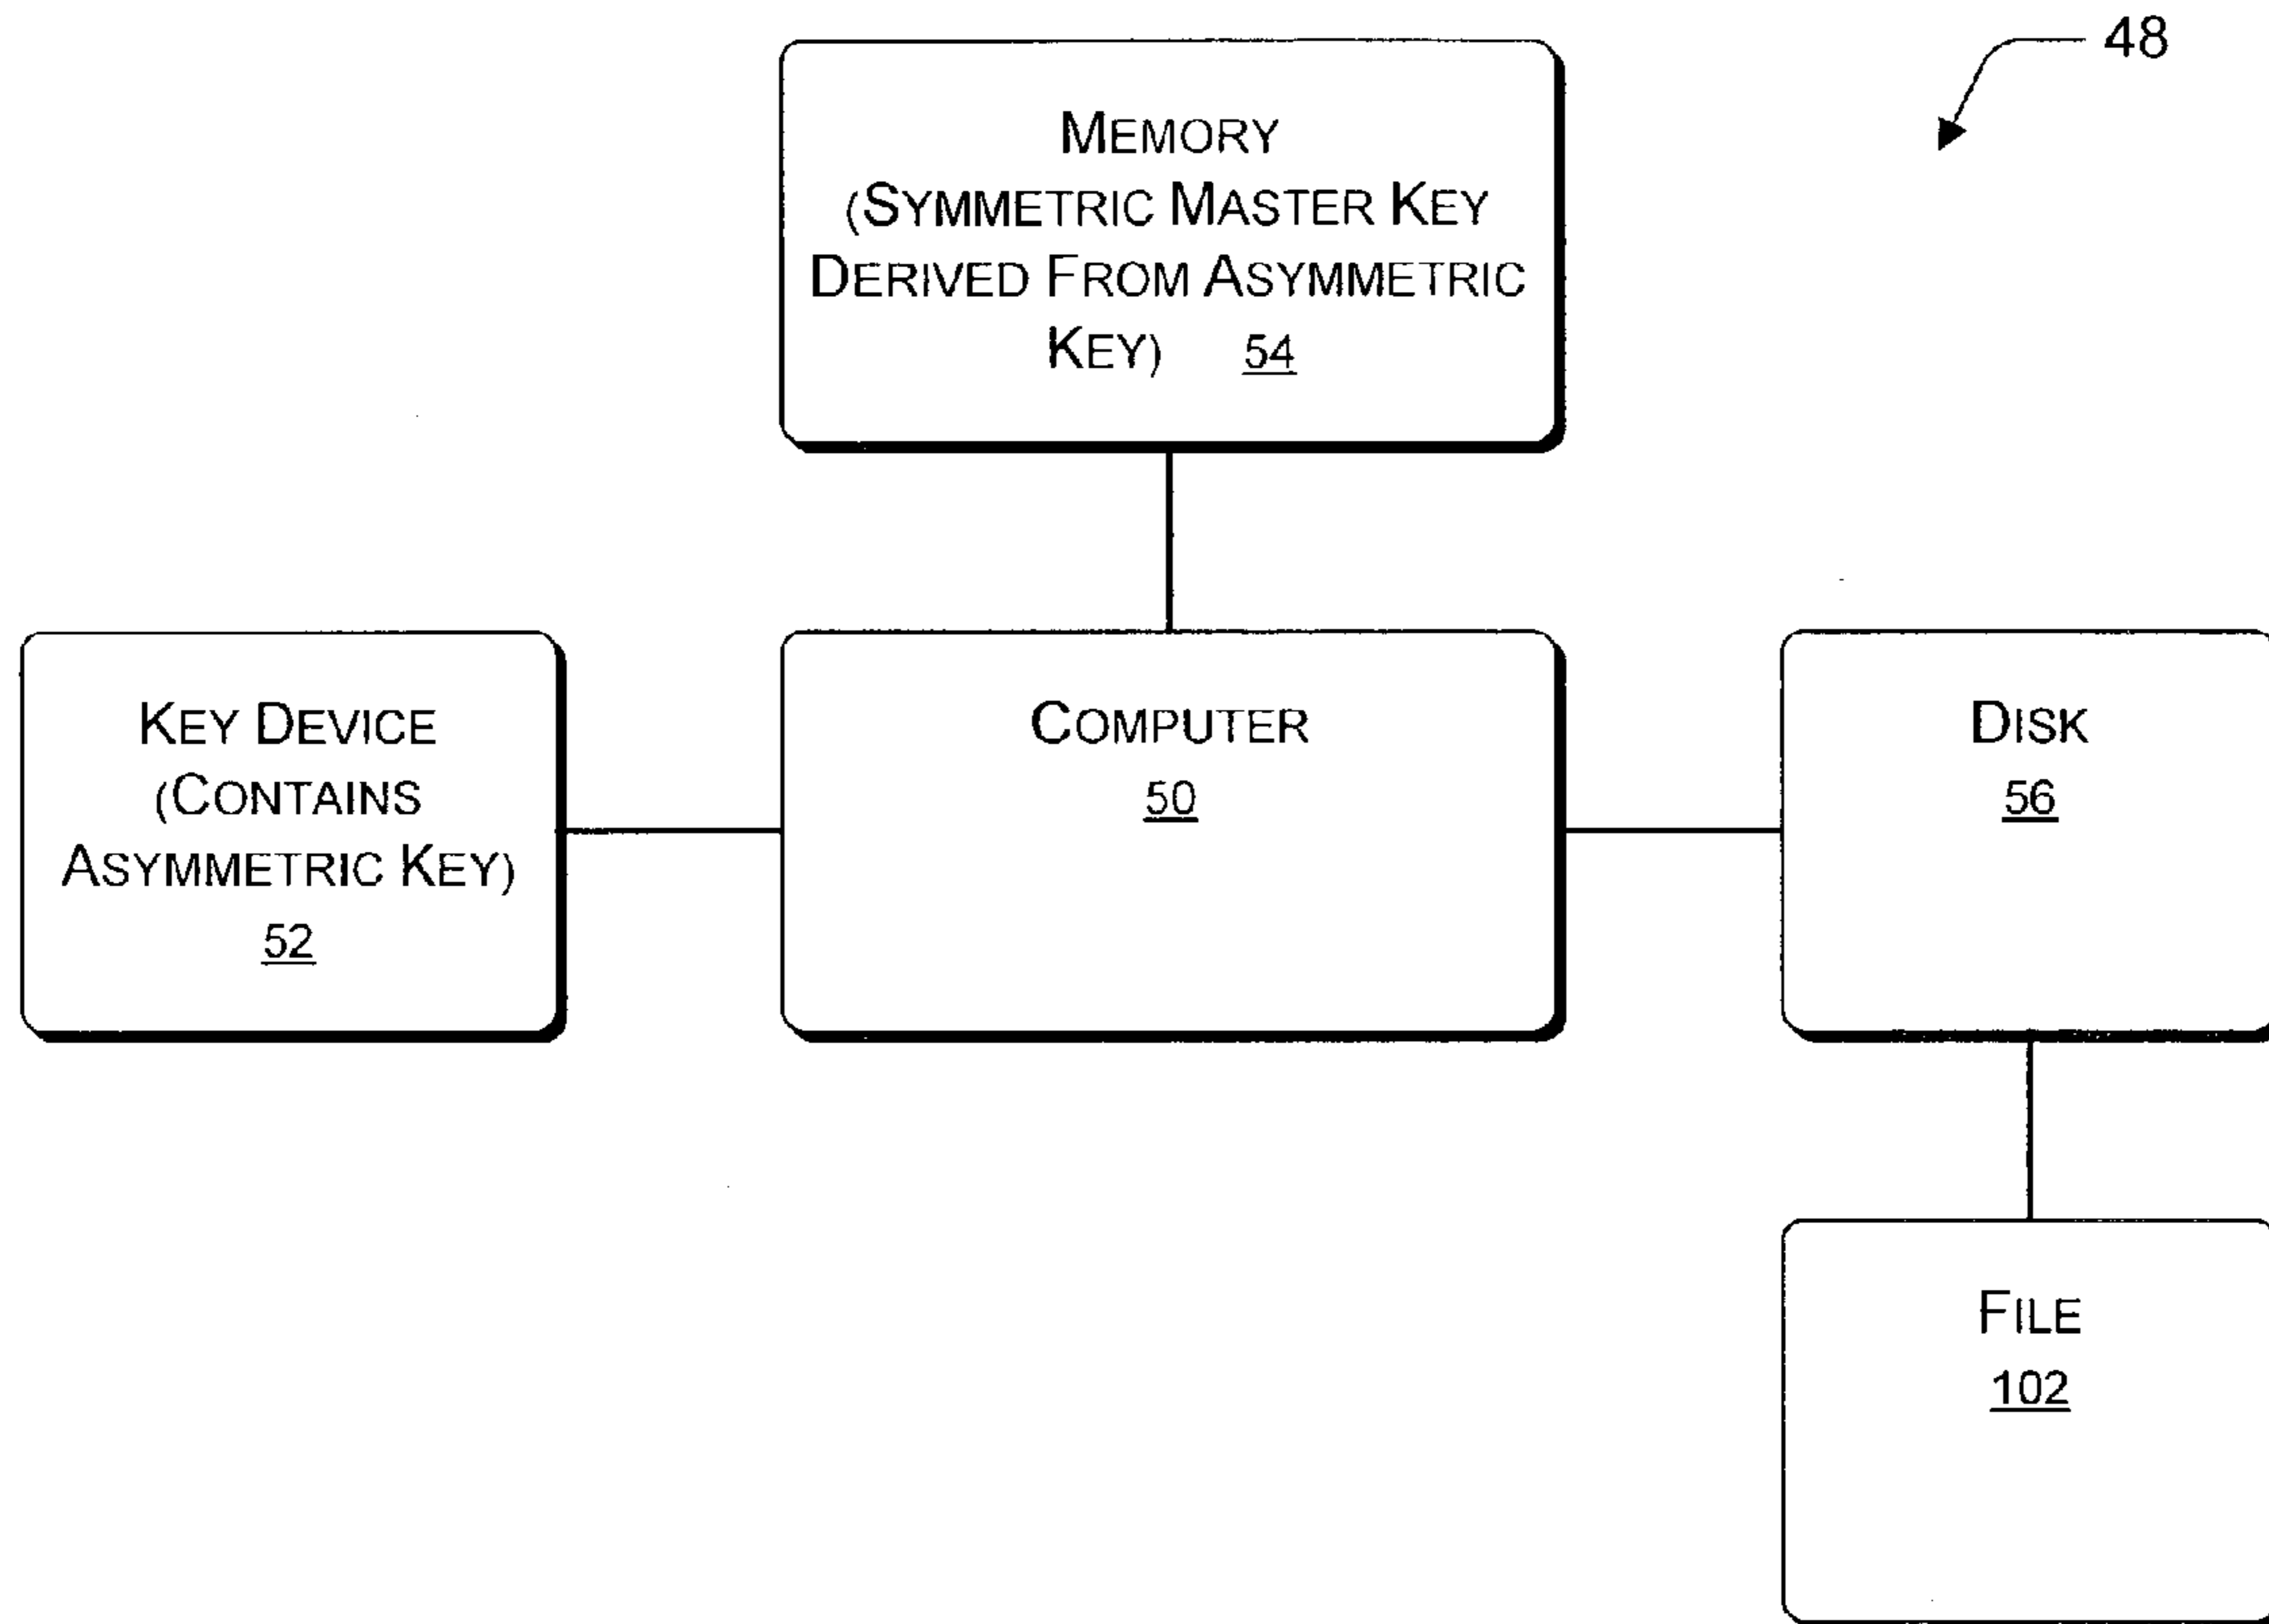 48
MEMORY
(SYMMETRIC MASTER KEY
DERIVED FROM ASYMMETRIC
KEY) 54
KEY DEVICE
(CONTAINS
ASYMMETRIC KEY)
52
COMPUTER
50
DISK
56
FILE
102